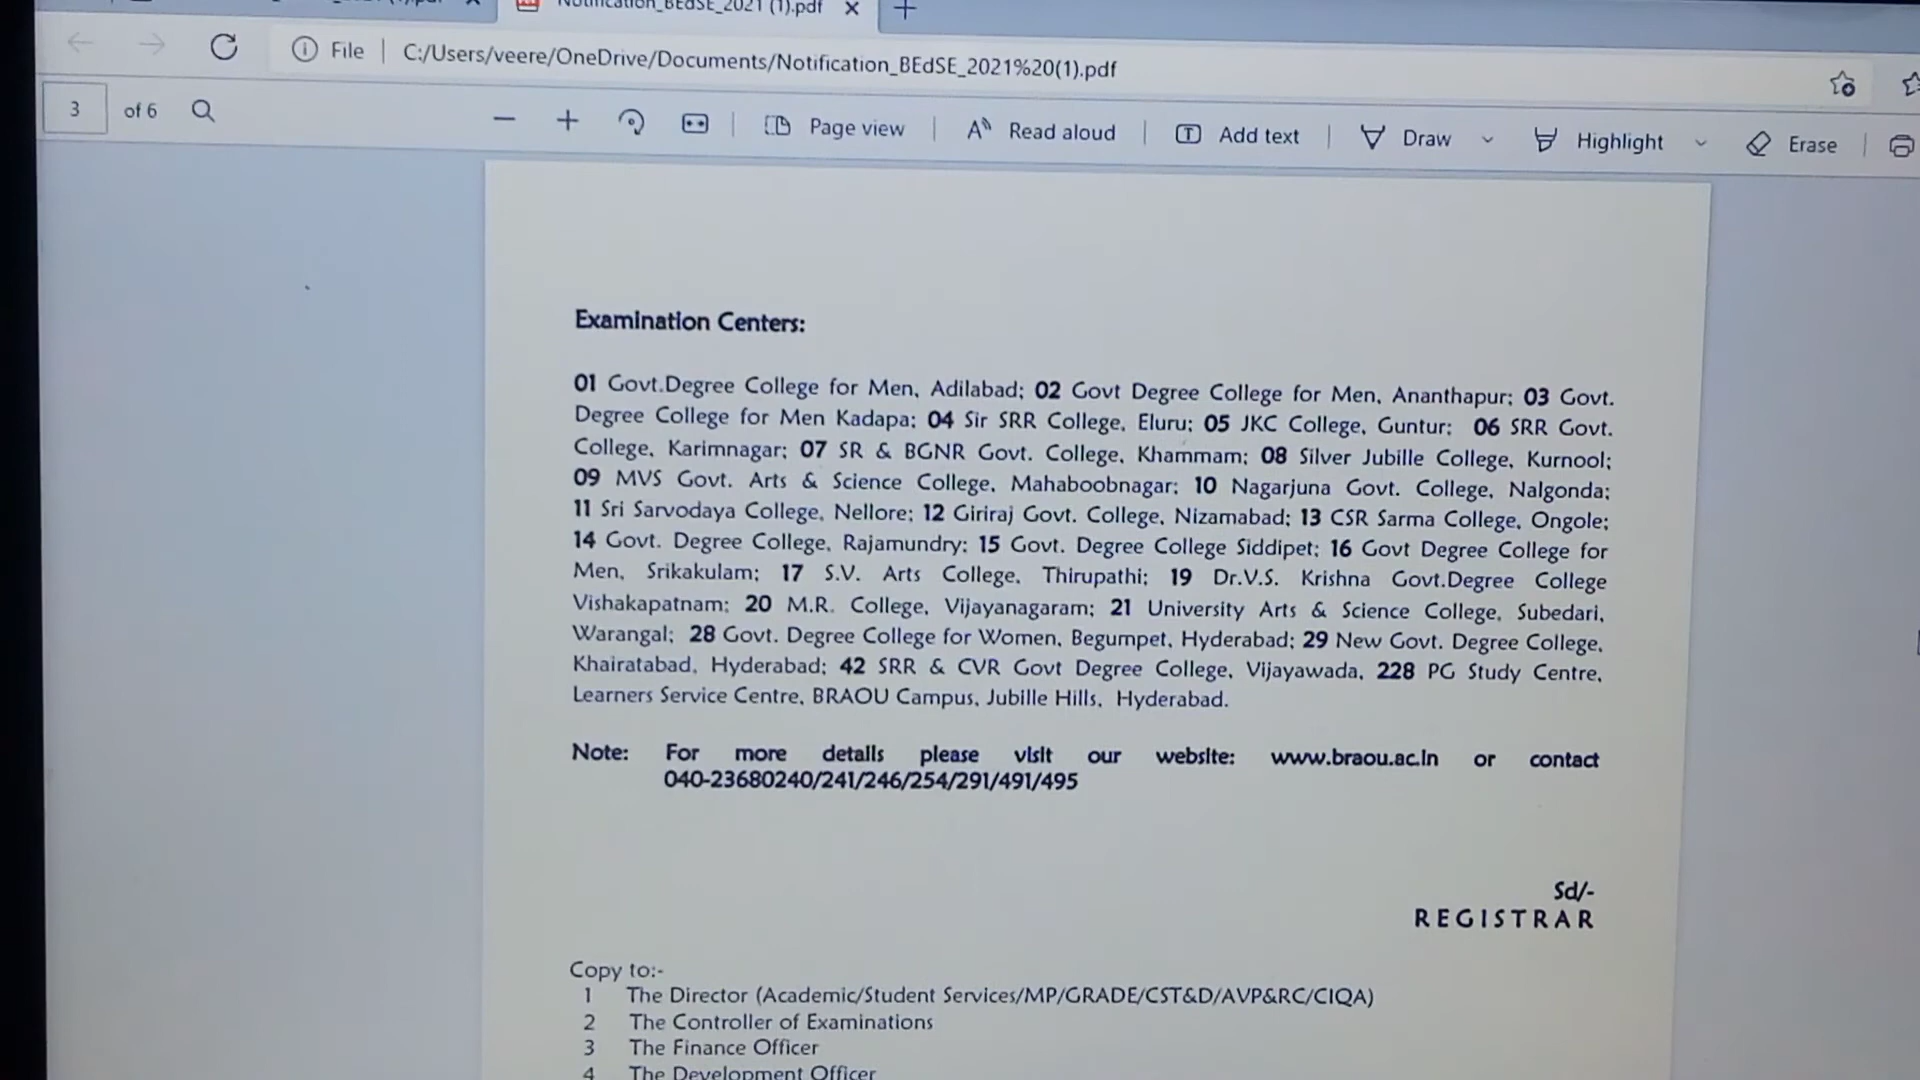 Notification_BEdSE_2021 (1).pdf
File C:/Users/veere/OneDrive/Documents/Notification_BEdSE_2021%20(1).pdf
3 of 6 Page view Read aloud Add text Draw Highlight Erase
Examination Centers:
01 Govt.Degree College for Men, Adilabad; 02 Govt Degree College for Men, Ananthapur; 03 Govt.
Degree College for Men Kadapa; 04 Sir SRR College, Eluru; 05 JKC College, Guntur; 06 SRR Govt.
College, Karimnagar; 07 SR & BGNR Govt. College, Khammam; 08 Silver Jubille College, Kurnool;
09 MVS Govt. Arts & Science College, Mahaboobnagar; 10 Nagarjuna Govt. College, Nalgonda;
11 Sri Sarvodaya College, Nellore; 12 Giriraj Govt. College, Nizamabad; 13 CSR Sarma College, Ongole;
14 Govt. Degree College, Rajamundry; 15 Govt. Degree College Siddipet; 16 Govt Degree College for
Men, Srikakulam; 17 S.V. Arts College, Thirupathi; 19 Dr.V.S. Krishna Govt.Degree College
Vishakapatnam; 20 M.R. College, Vijayanagaram; 21 University Arts & Science College, Subedari,
Warangal; 28 Govt. Degree College for Women, Begumpet, Hyderabad; 29 New Govt. Degree College,
Khairatabad, Hyderabad; 42 SRR & CVR Govt Degree College, Vijayawada, 228 PG Study Centre,
Learners Service Centre, BRAOU Campus, Jubille Hills, Hyderabad.
Note: For more details please visit our website: www.braou.ac.in or contact
040-23680240/241/246/254/291/491/495
Sd/-
REGISTRAR
Copy to:-
1 The Director (Academic/Student Services/MP/GRADE/CST&D/AVP&RC/CIQA)
2 The Controller of Examinations
3 The Finance Officer
4 The Development Officer